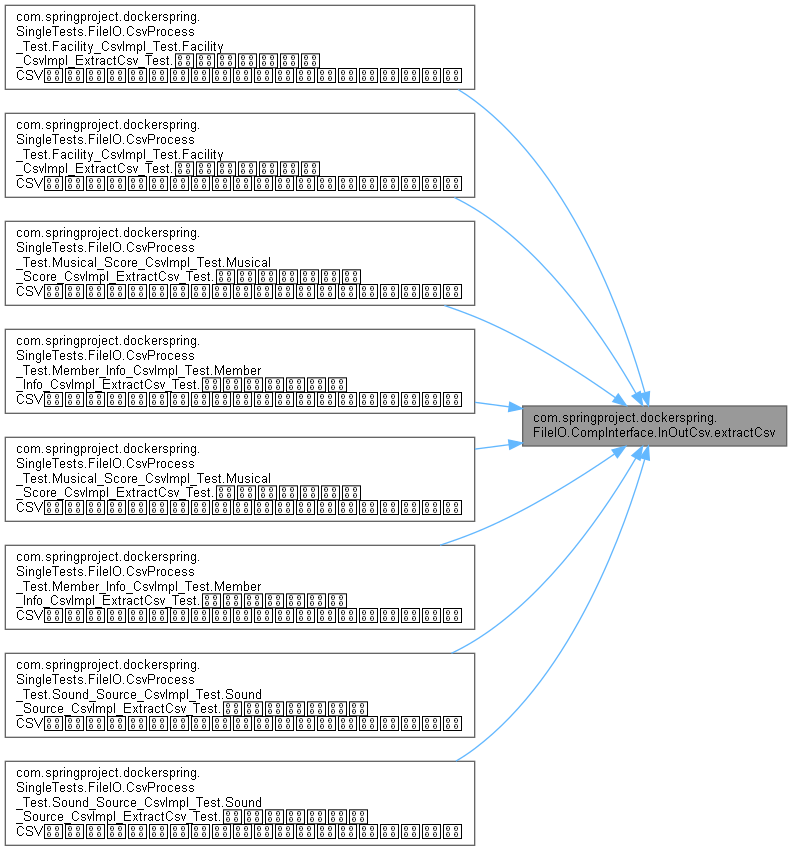 com.springproject.dockerspring.
SingleTests.FileIO.CsvProcess
_Test.Facility_CsvImpl_Test.Facility
_CsvImpl_ExtractCsv_Test.
CSV
com.springproject.dockerspring.
SingleTests.FileIO.CsvProcess
_Test.Facility_CsvImpl_Test.Facility
_CsvImpl_ExtractCsv_Test.
CSV
com.springproject.dockerspring.
SingleTests.FileIO.CsvProcess
_Test.Musical_Score_CsvImpl_Test.Musical
_Score_CsvImpl_ExtractCsv_Test.
CSV
com.springproject.dockerspring.
SingleTests.FileIO.CsvProcess
_Test.Member_Info_CsvImpl_Test.Member
_Info_CsvImpl_ExtractCsv_Test.
CSV
com.springproject.dockerspring.
FileIO.CompInterface.InOutCsv.extractCsv
com.springproject.dockerspring.
SingleTests.FileIO.CsvProcess
_Test.Musical_Score_CsvImpl_Test.Musical
_Score_CsvImpl_ExtractCsv_Test.
CSV
com.springproject.dockerspring.
SingleTests.FileIO.CsvProcess
_Test.Member_Info_CsvImpl_Test.Member
_Info_CsvImpl_ExtractCsv_Test.
CSV
com.springproject.dockerspring.
SingleTests.FileIO.CsvProcess
_Test.Sound_Source_CsvImpl_Test.Sound
_Source_CsvImpl_ExtractCsv_Test.
CSV
com.springproject.dockerspring.
SingleTests.FileIO.CsvProcess
_Test.Sound_Source_CsvImpl_Test.Sound
_Source_CsvImpl_ExtractCsv_Test.
CSV